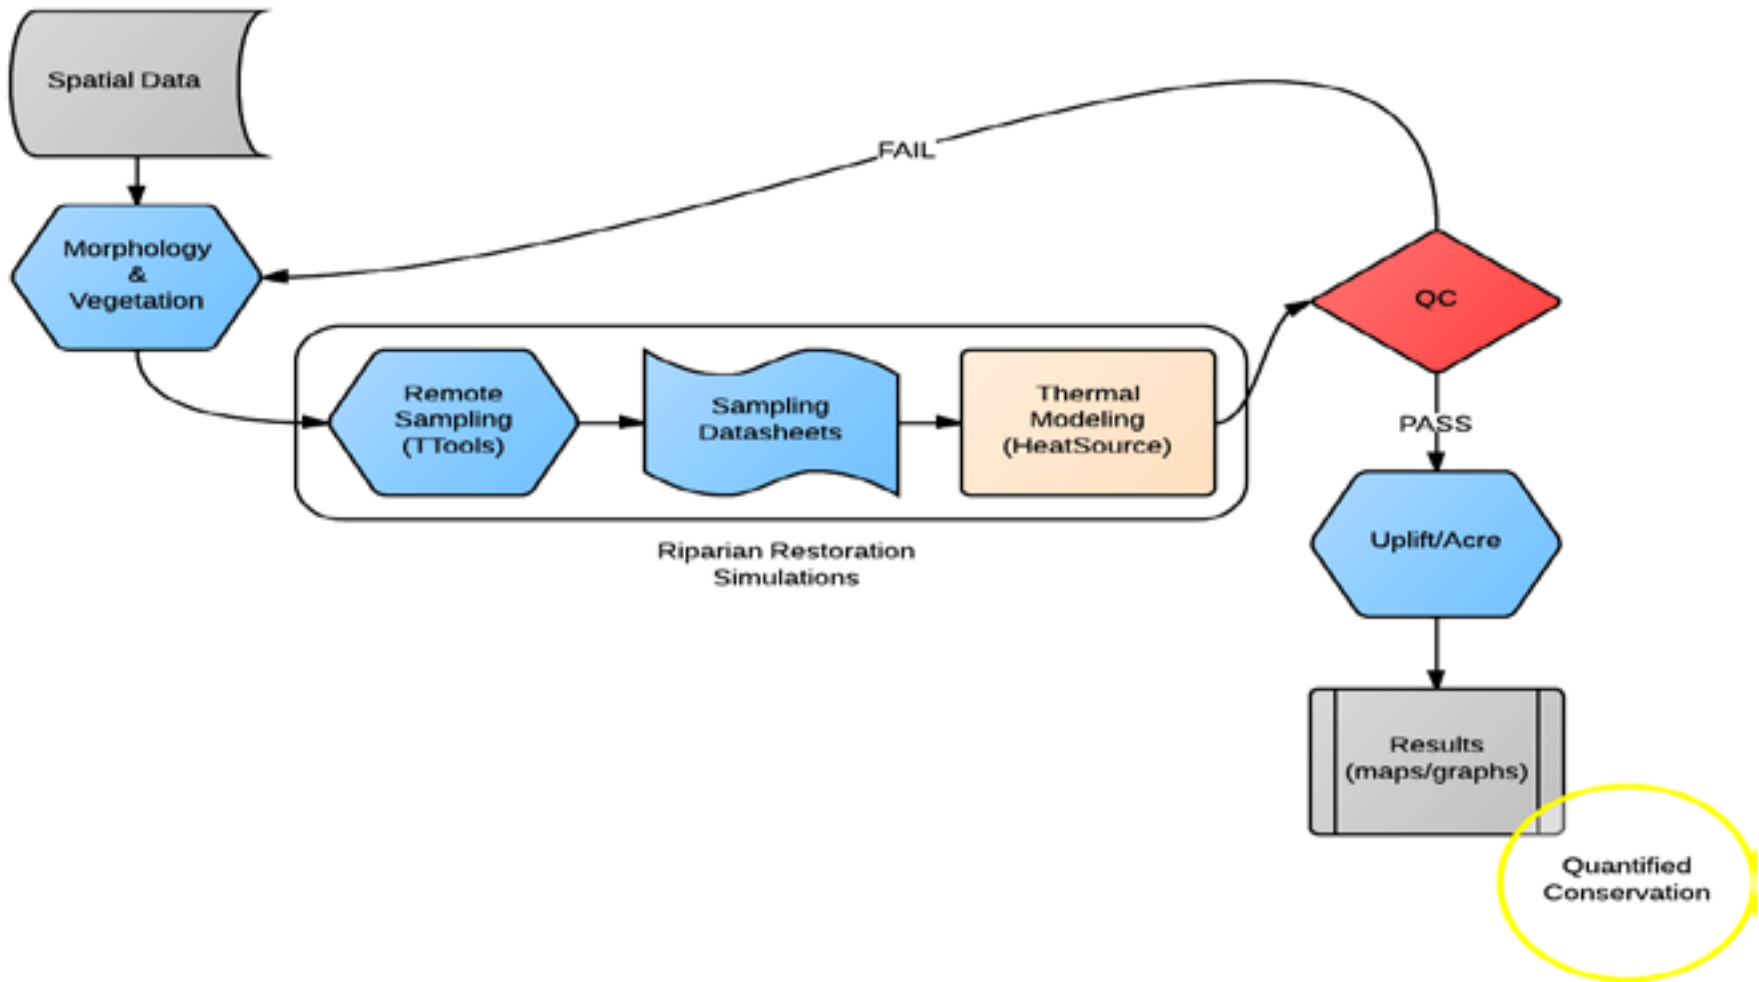 Spatial Data
FAIL
Morphology
&
Vegetation
QC
Remote
Sampling
(TTools)
Sampling
Datasheets
Thermal
Modeling
(HeatSource)
PASS
Riparian Restoration
Simulations
Uplift/Acre
Results
(maps/graphs)
Quantified
Conservation